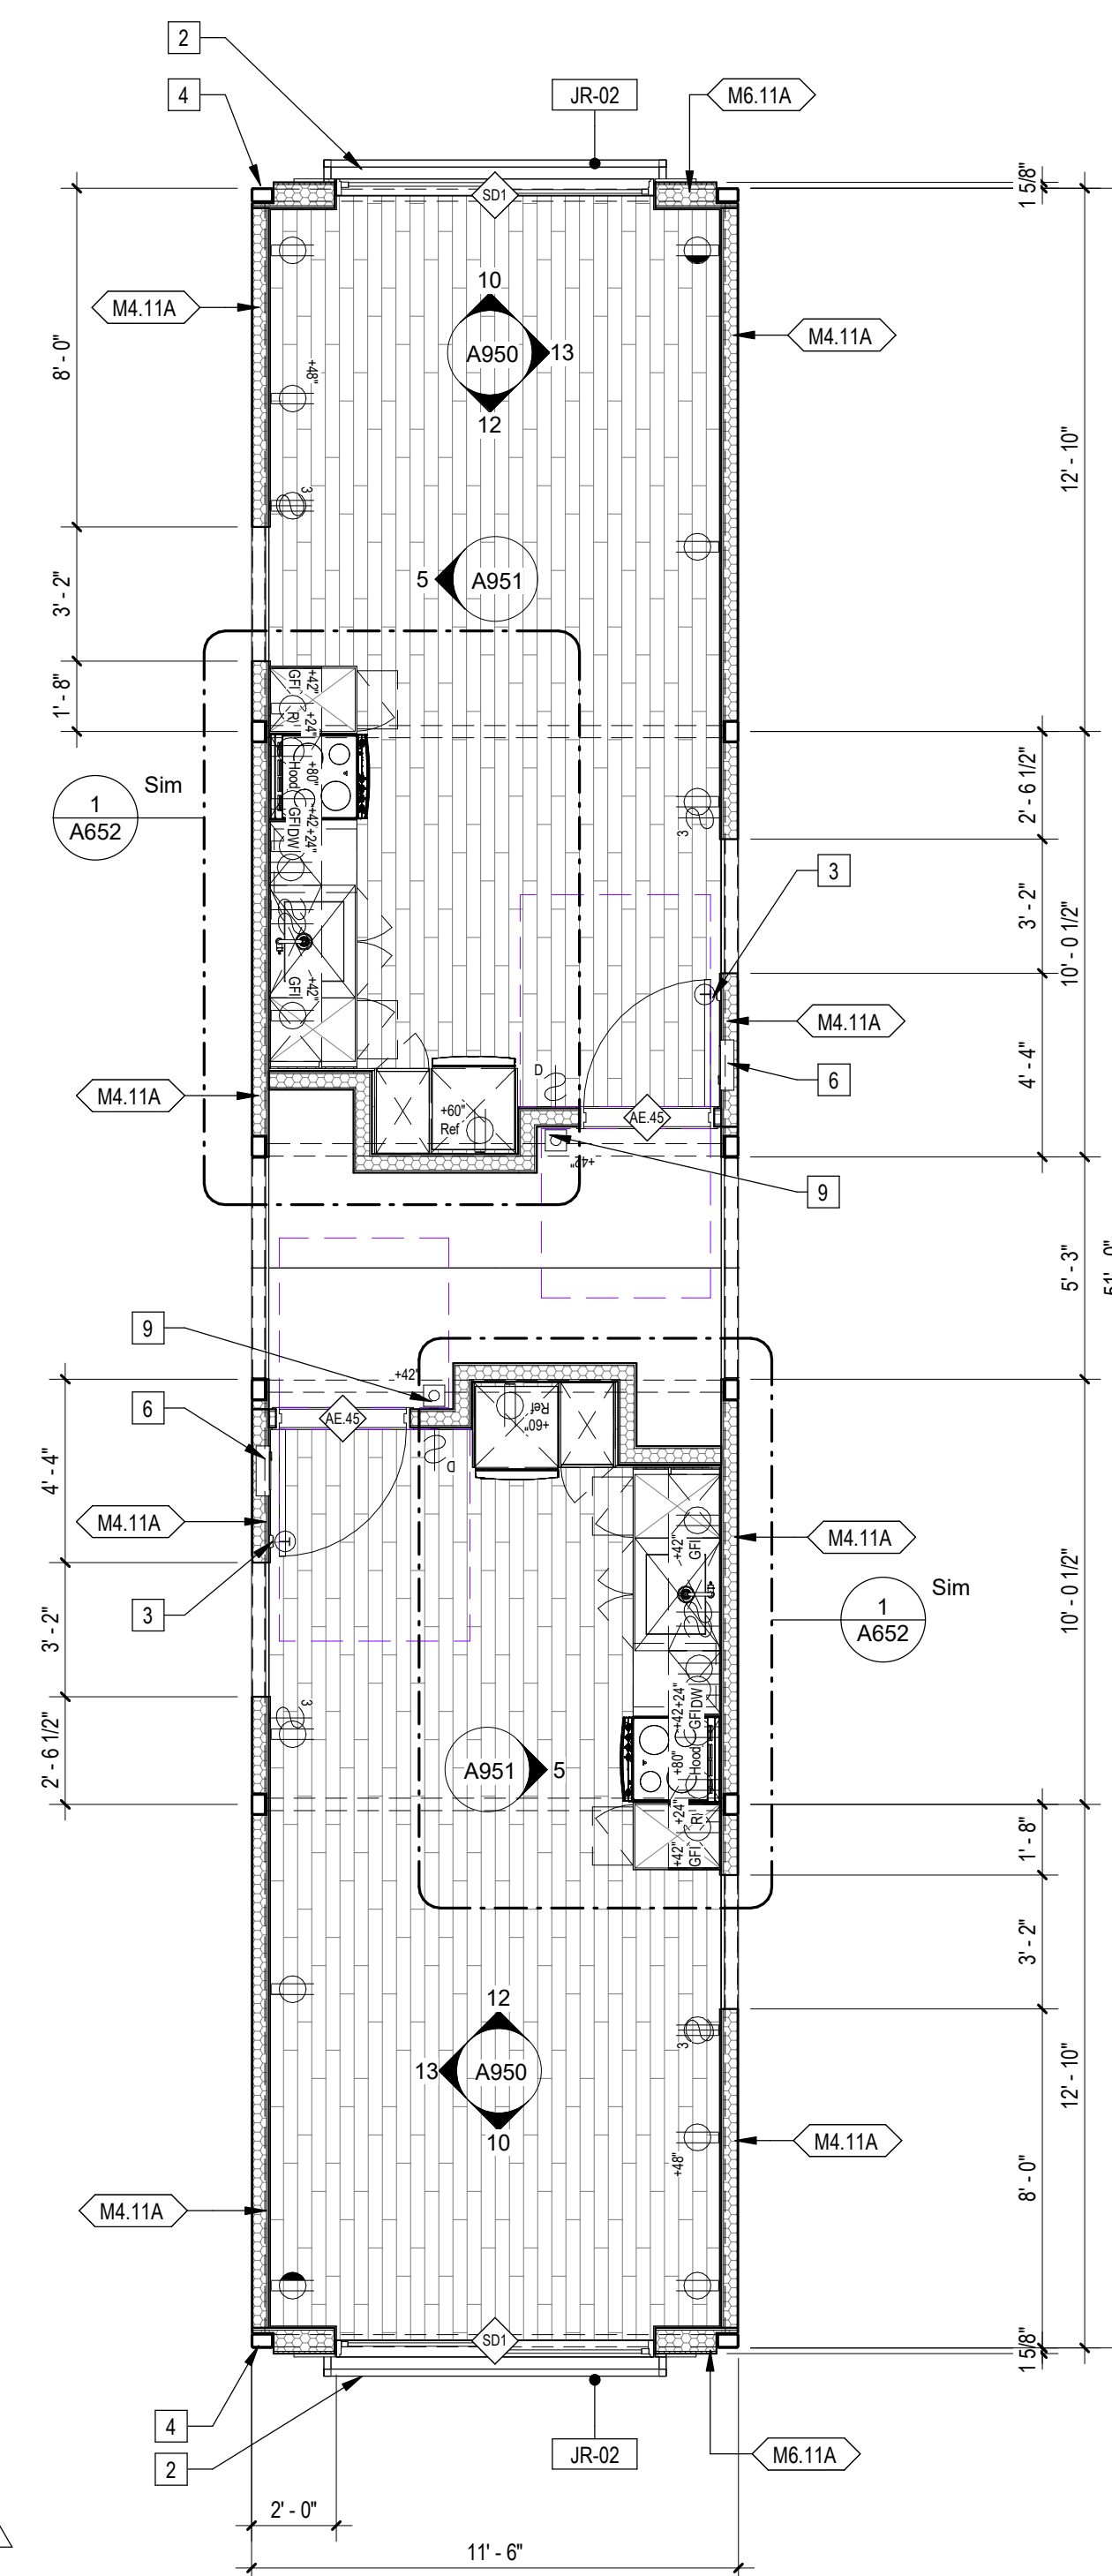 2
4
JR-02
M6.11A
1 5/8"
SD1
M4.11A
10
A950
13
12
M4.11A
8' - 0"
+48"
12' - 10"
3
5
A951
3' - 2"
1' - 8"
+42"
GFI
RI
+24"
Sim
1
A652
+80"
Hood
+42+24"
GFIDW
2' - 6 1/2"
3
3
3' - 2"
10' - 0 1/2"
+42"
GFI
M4.11A
4' - 4"
6
M4.11A
D
+60"
Ref
AE.45
+42"
9
5' - 3"
51' - 0"
9
+42"
6
AE.45
D
Ref
+60"
4' - 4"
M4.11A
M4.11A
+42"
GFI
Sim
1
A652
3
3' - 2"
10' - 0 1/2"
3
+42+24"
GFIDW
2' - 6 1/2"
A951
5
+80"
Hood
+24"
RI
+42"
GFI
1' - 8"
3' - 2"
12
13
A950
10
3
12' - 10"
M4.11A
+48"
8' - 0"
M4.11A
SD1
1 5/8"
4
2
JR-02
M6.11A
2' - 0"
11' - 6"